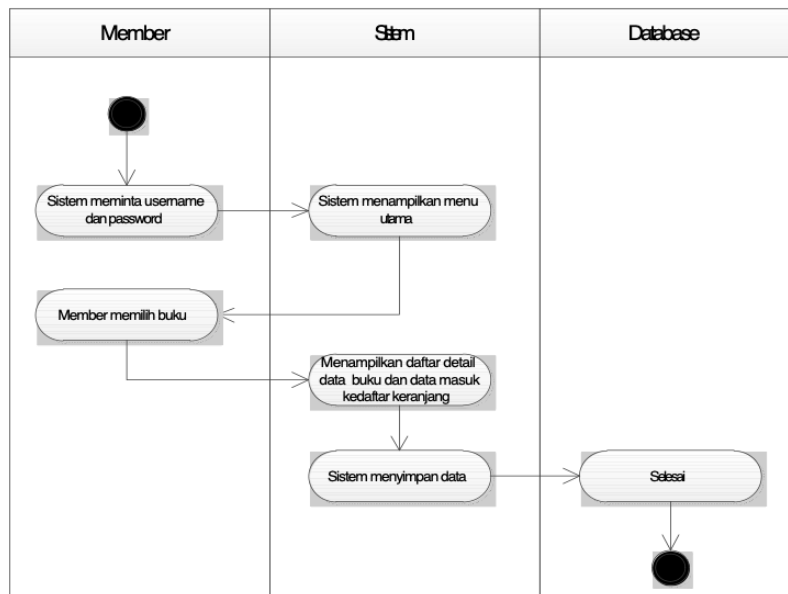 Member
Sistem
Database
Sistem meminta username
dan password
Sistem menampilkan menu
utama
Member memilih buku
Menampilkan daftar detail
data buku dan data masuk
kedaftar keranjang
Sistem menyimpan data
Selesai